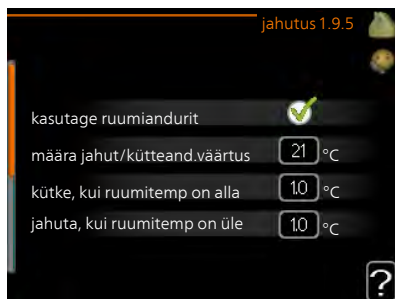 jahutus 1.9.5
kasutage ruumiandurit
määra jahut/kütteand.väärtus 21 °C
kütke, kui ruumitemp on alla 1.0 °C
jahuta, kui ruumitemp on üle 1.0 °C
?